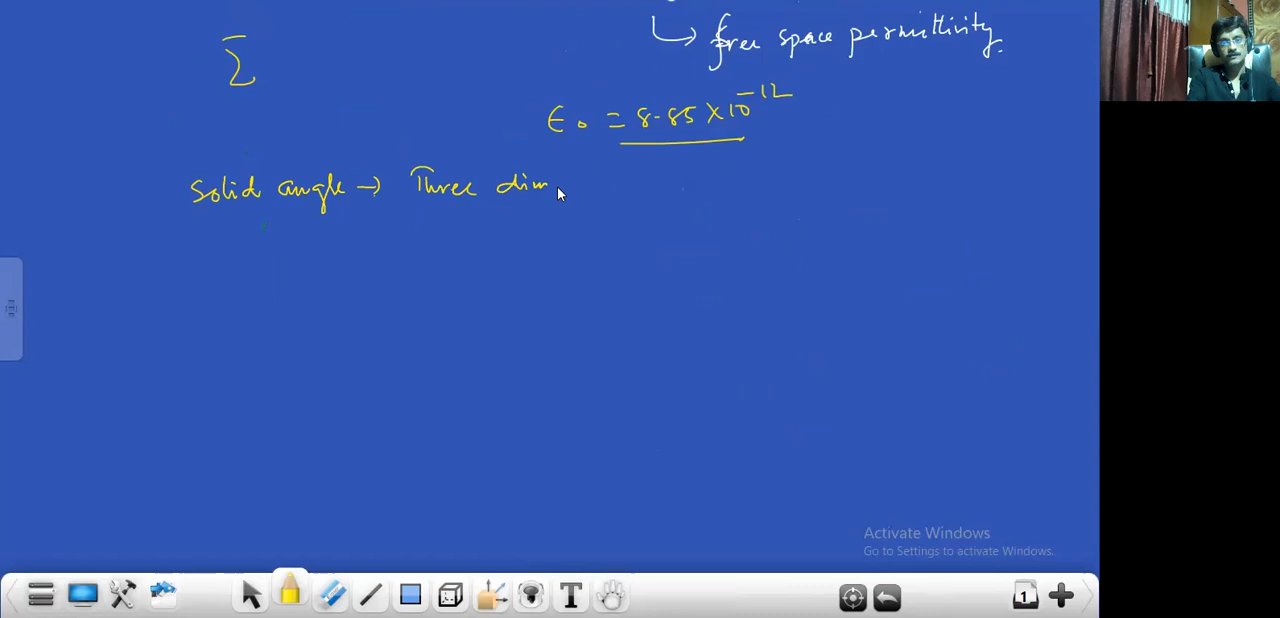 ↳ free space permittivity.
Σ
ϵ₀ = 8.85 × 10⁻¹²
Solid angle → Three dim
Activate Windows
Go to Settings to activate Windows.
T
1